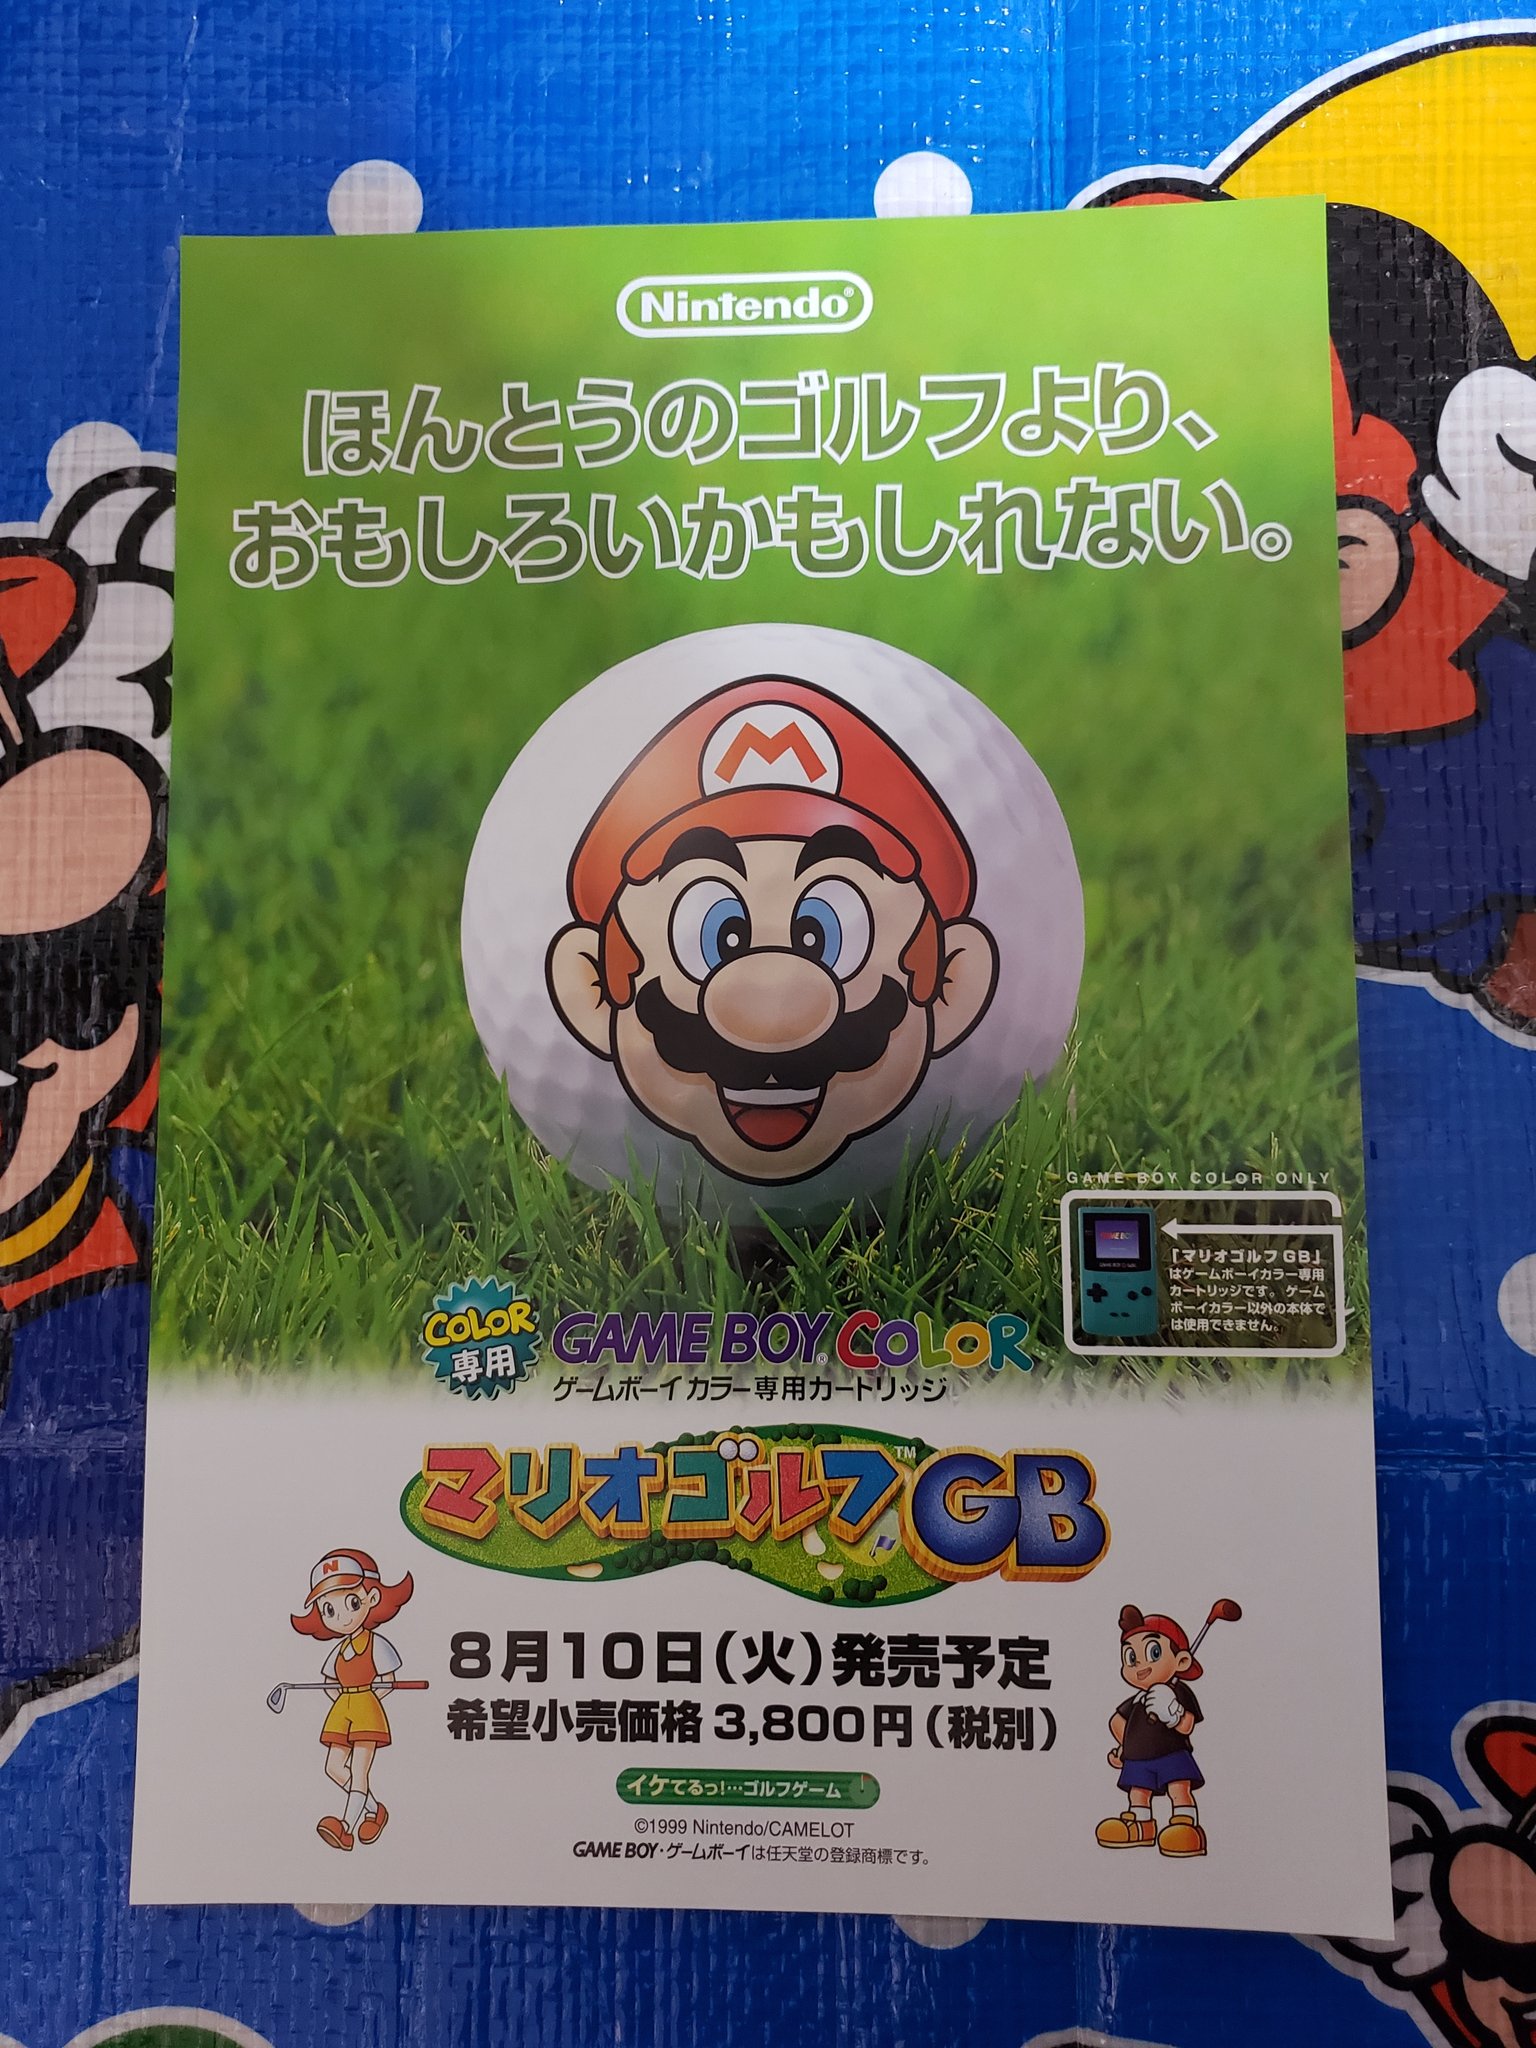 Nintendo®
ほんとうのゴルフより、
おもしろいかもしれない。
M
GAME BOY COLOR ONLY
GAME BOY
「マリオゴルフGB」
はゲームボーイカラー専用
カートリッジです。ゲーム
ボーイカラー以外の本体で
は使用できません。
COLOR
専用
GAME BOY® COLOR
ゲームボーイカラー専用カートリッジ
マリオゴルフ™GB
N
8月10日(火)発売予定
希望小売価格3,800円(税別)
イケてるっ!…ゴルフゲーム
©1999 Nintendo/CAMELOT
GAME BOY・ゲームボーイは任天堂の登録商標です。